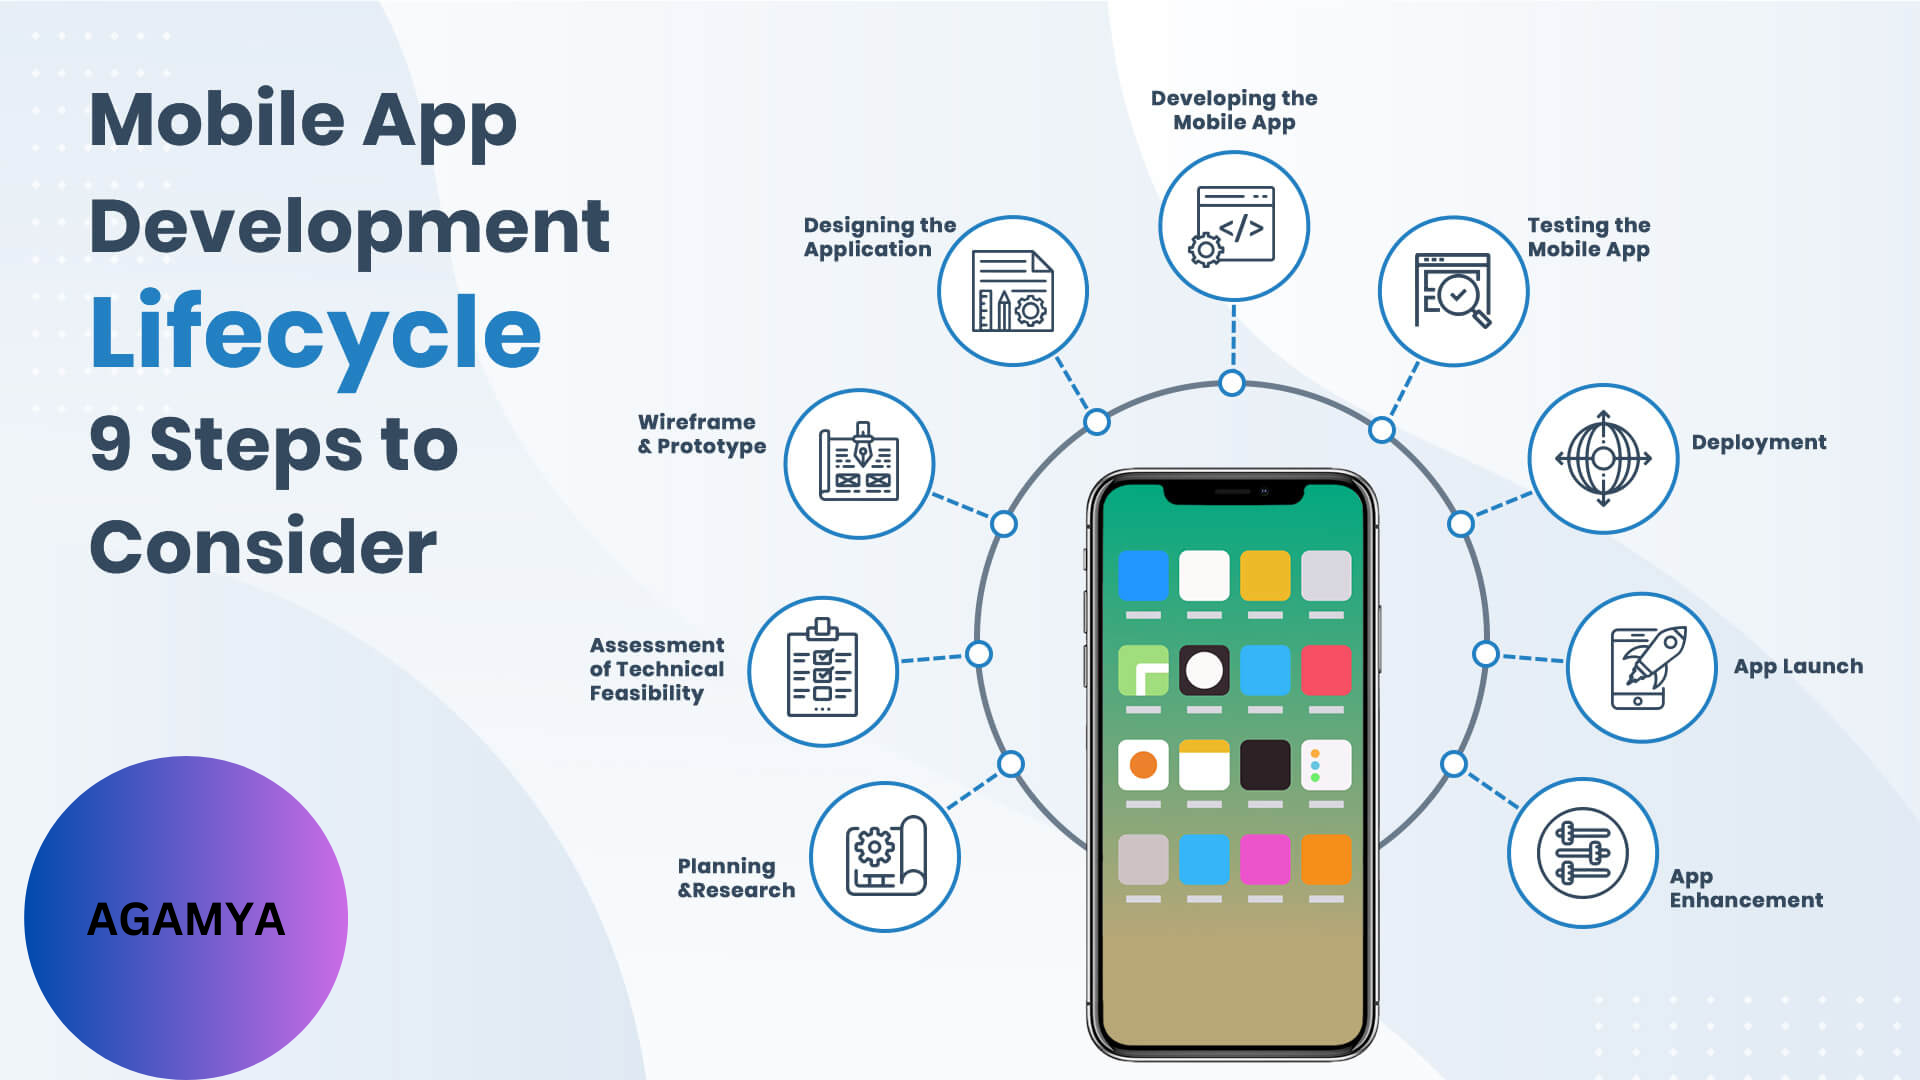 Mobile App
Development
Lifecycle
9 Steps to
Consider
Planning
&Research
Assessment
of Technical
Feasibility
Wireframe
& Prototype
Designing the
Application
Developing the
Mobile App
</>
Testing the
Mobile App
Deployment
App Launch
App
Enhancement
AGAMYA